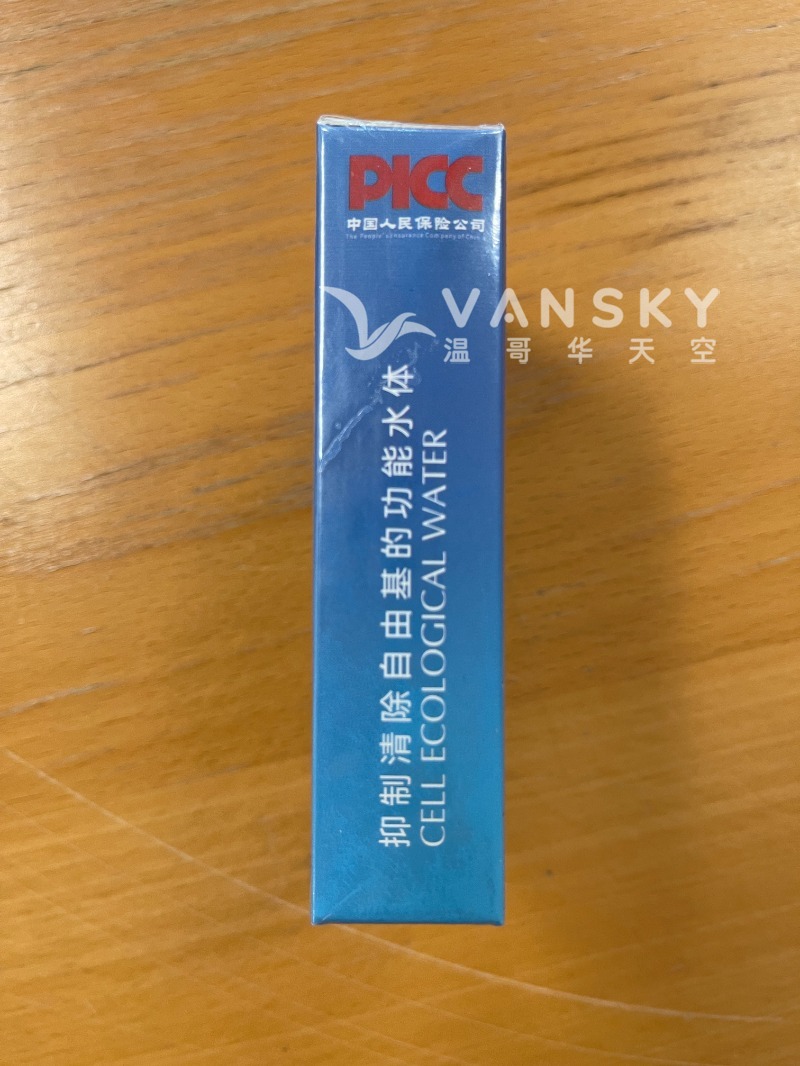 PICC
中国人民保险公司
VANSKY
温哥华天空
抑制清除自由基的功能水体
CELL ECOLOGICAL WATER